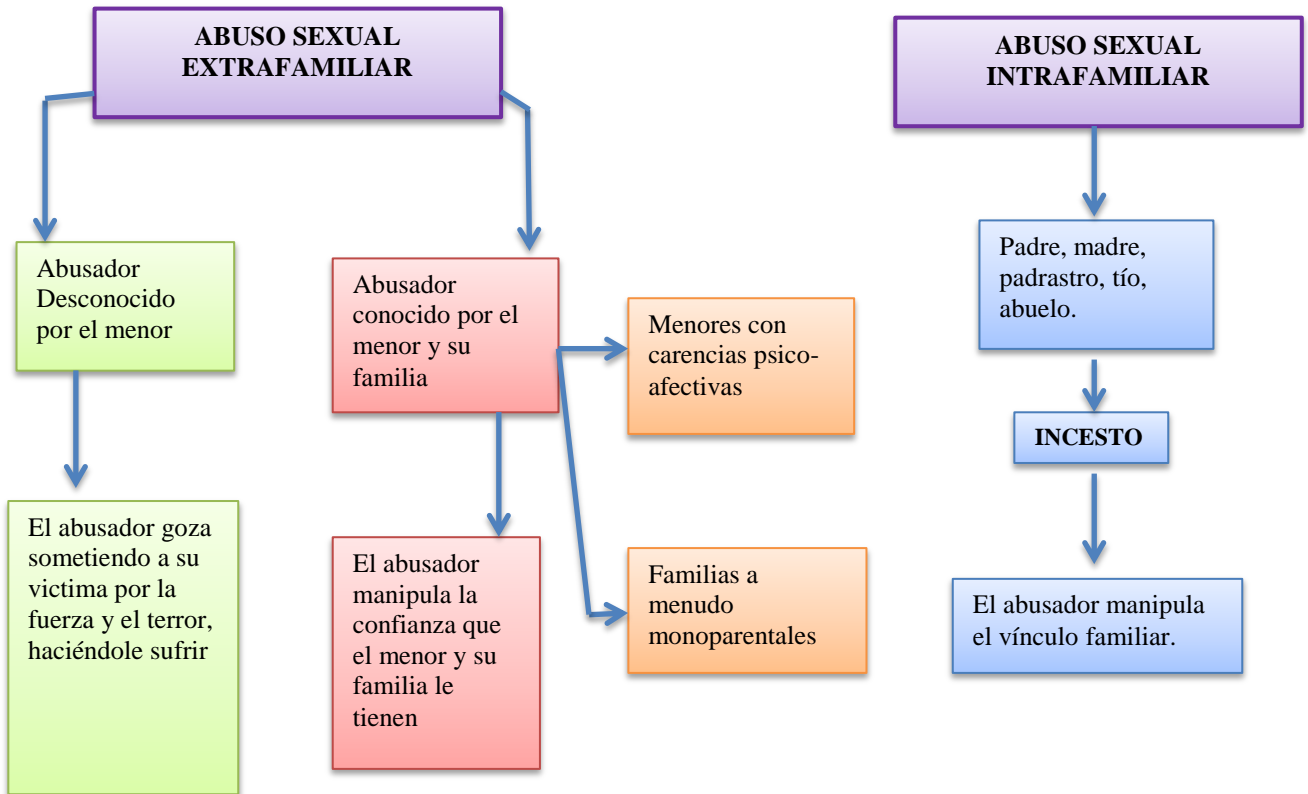 ABUSO SEXUAL
EXTRAFAMILIAR
ABUSO SEXUAL
INTRAFAMILIAR
Abusador
Desconocido
por el menor
Abusador
conocido por el
menor y su
familia
Menores con
carencias psico-
afectivas
Padre, madre,
padrastro, tío,
abuelo.
INCESTO
El abusador goza
sometiendo a su
victima por la
fuerza y el terror,
haciéndole sufrir
El abusador
manipula la
confianza que
el menor y su
familia le
tienen
Familias a
menudo
monoparentales
El abusador manipula
el vínculo familiar.